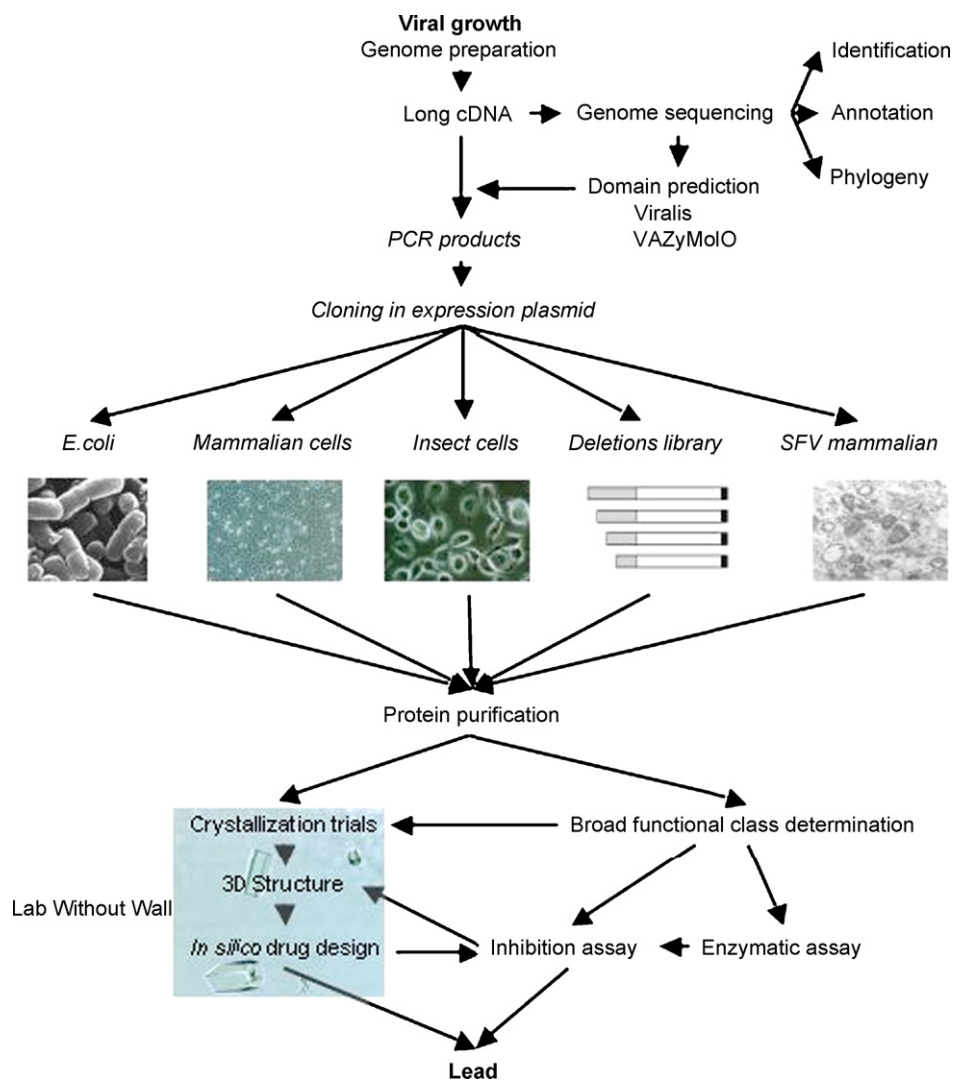 Viral growth
Genome preparation
Identification
Long cDNA
Genome sequencing
Annotation
Phylogeny
Domain prediction
Viralis
VAZyMolO
PCR products
Cloning in expression plasmid
E.coli
Mammalian cells
Insect cells
Deletions library
SFV mammalian
Protein purification
Crystallization trials
Broad functional class determination
3D Structure
Lab Without Wall
In silico drug design
Inhibition assay
Enzymatic assay
Lead